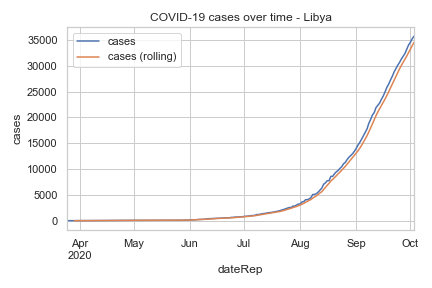 COVID-19 cases over time - Libya
cases
cases (rolling)
35000
30000
25000
20000
15000
10000
5000
0
cases
Apr
2020
May
Jun
Jul
Aug
Sep
Oct
dateRep